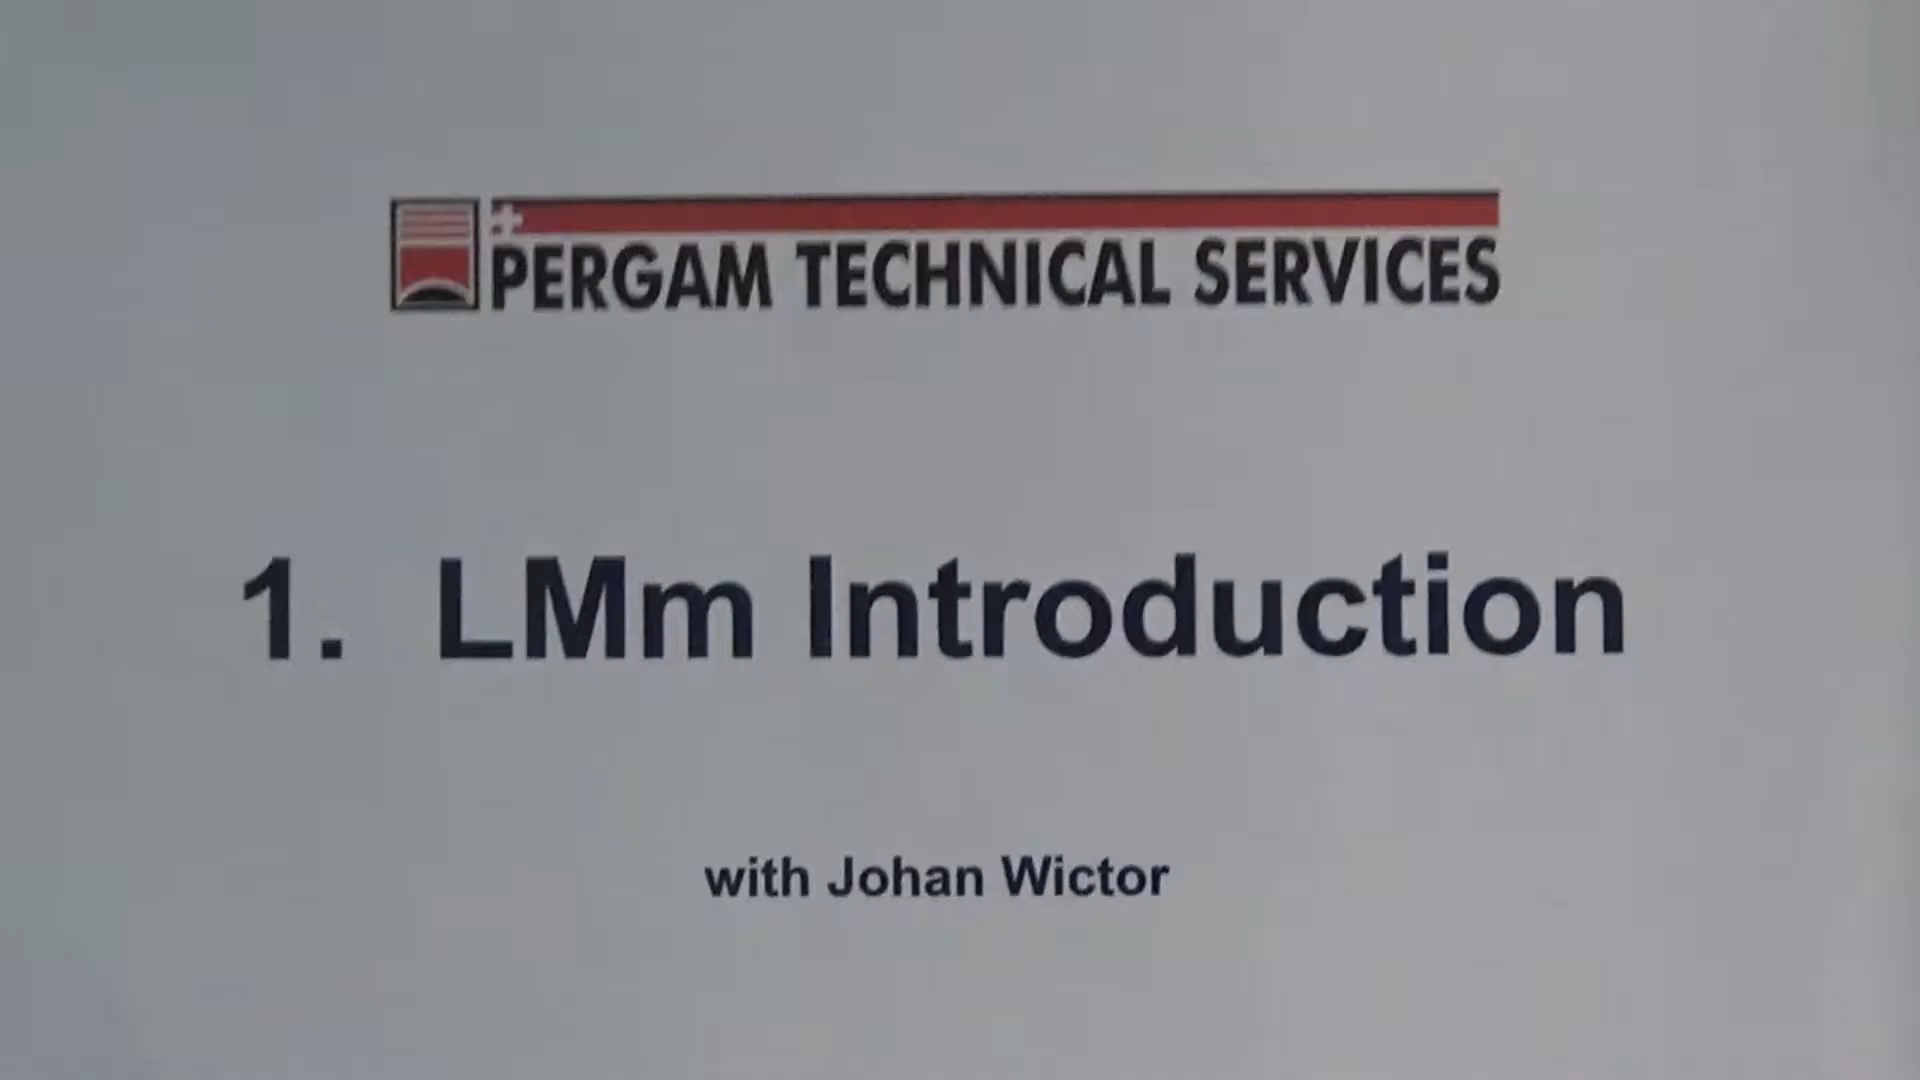 PERGAM TECHNICAL SERVICES
1. LMm Introduction
with Johan Wictor